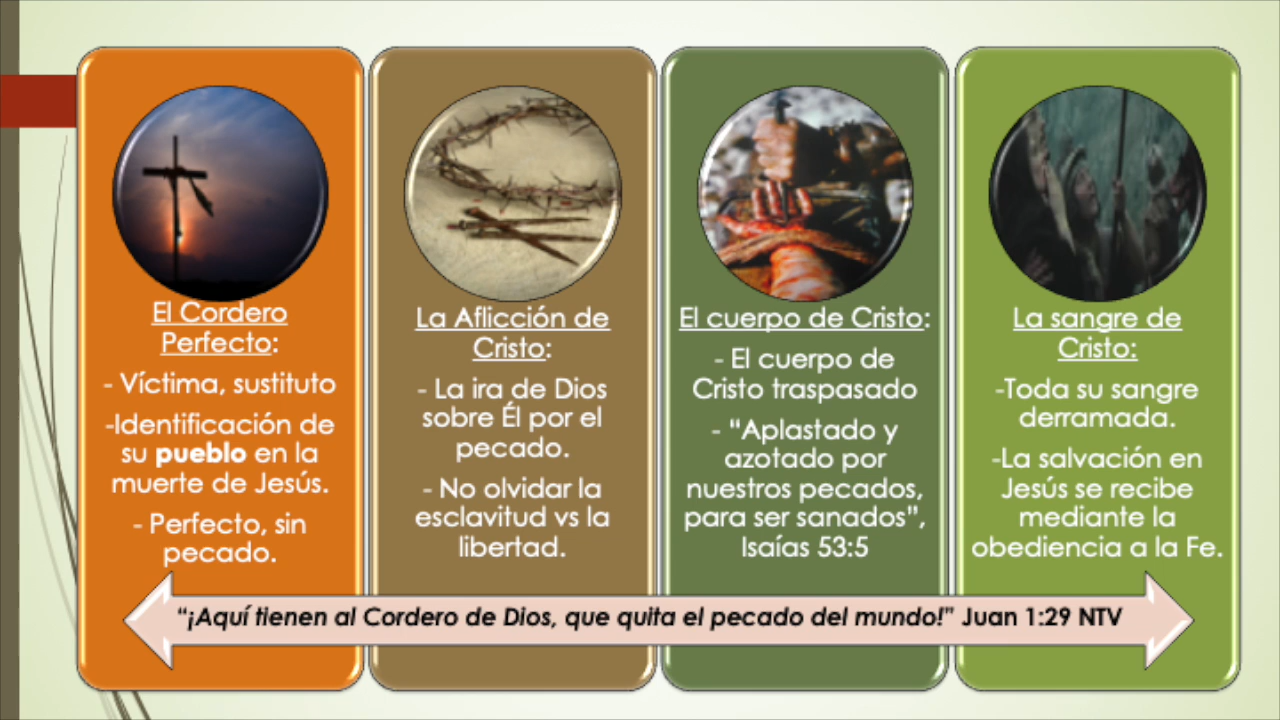 El Cordero
Perfecto:
- Víctima, sustituto
-Identificación de
su pueblo en la
muerte de Jesús.
- Perfecto, sin
pecado.
La Aflicción de
Cristo:
- La ira de Dios
sobre Él por el
pecado.
- No olvidar la
esclavitud vs la
libertad.
El cuerpo de Cristo:
- El cuerpo de
Cristo traspasado
- “Aplastado y
azotado por
nuestros pecados,
para ser sanados”,
Isaías 53:5
La sangre de
Cristo:
-Toda su sangre
derramada.
-La salvación en
Jesús se recibe
mediante la
obediencia a la Fe.
“¡Aquí tienen al Cordero de Dios, que quita el pecado del mundo!” Juan 1:29 NTV